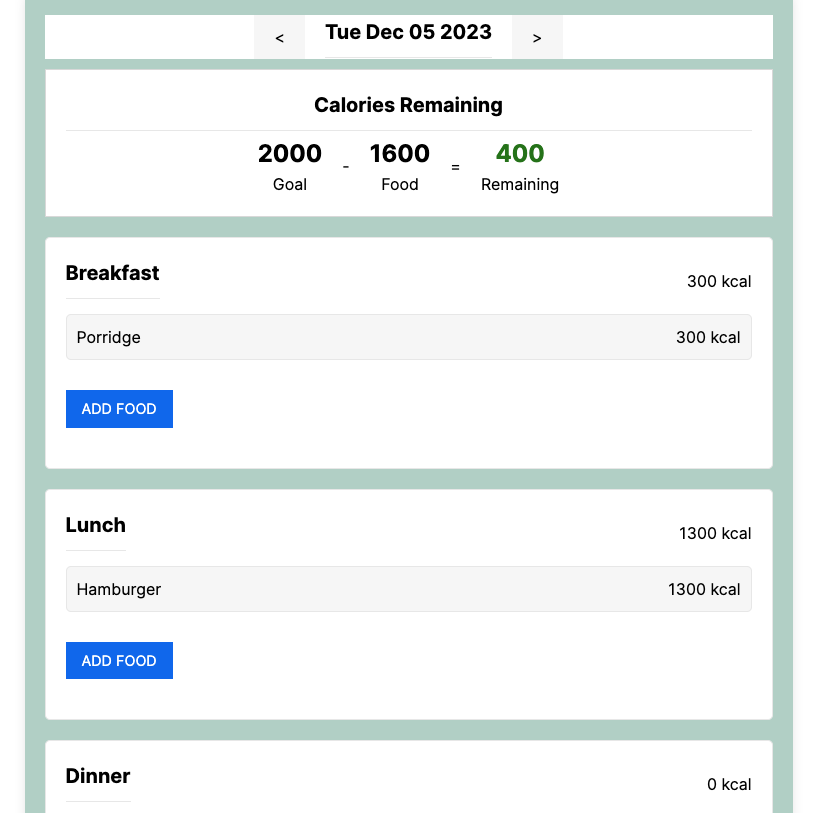 < Tue Dec 05 2023 >
Calories Remaining
2000 - 1600 = 400
Goal Food Remaining
Breakfast 300 kcal
Porridge 300 kcal
ADD FOOD
Lunch 1300 kcal
Hamburger 1300 kcal
ADD FOOD
Dinner 0 kcal